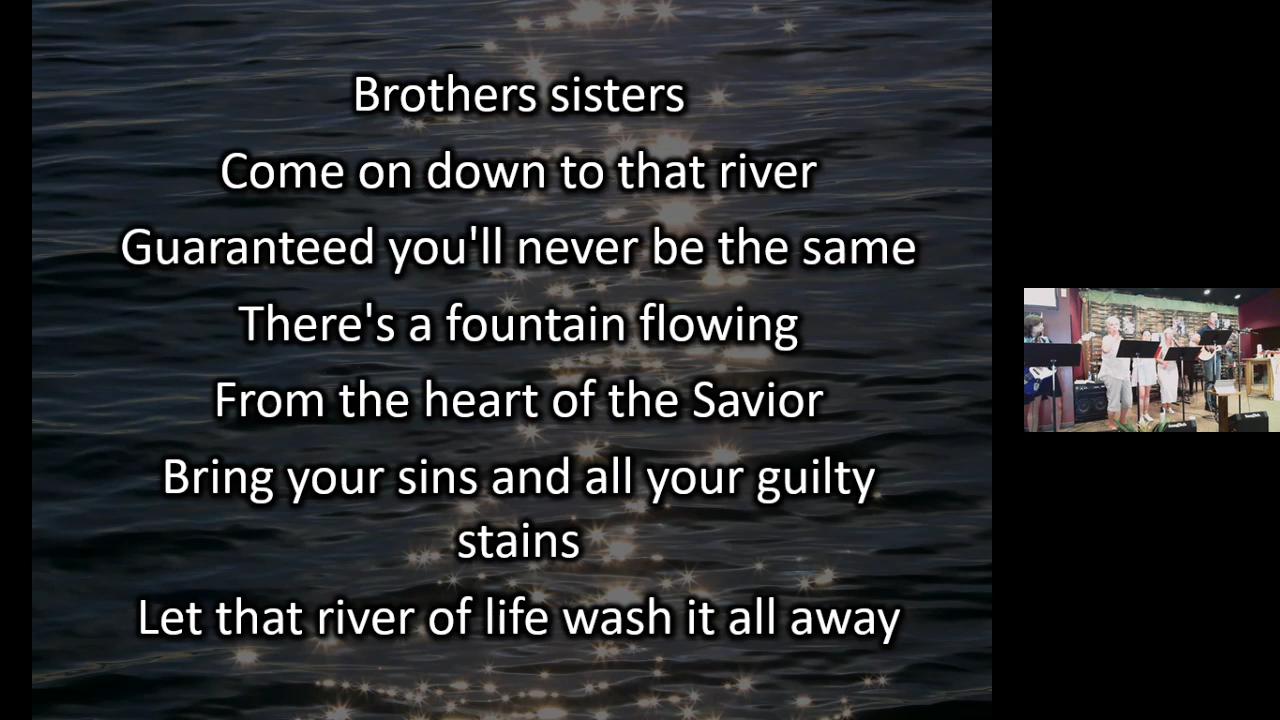 Brothers sisters
Come on down to that river
Guaranteed you'll never be the same
There's a fountain flowing
From the heart of the Savior
Bring your sins and all your guilty
stains
Let that river of life wash it all away